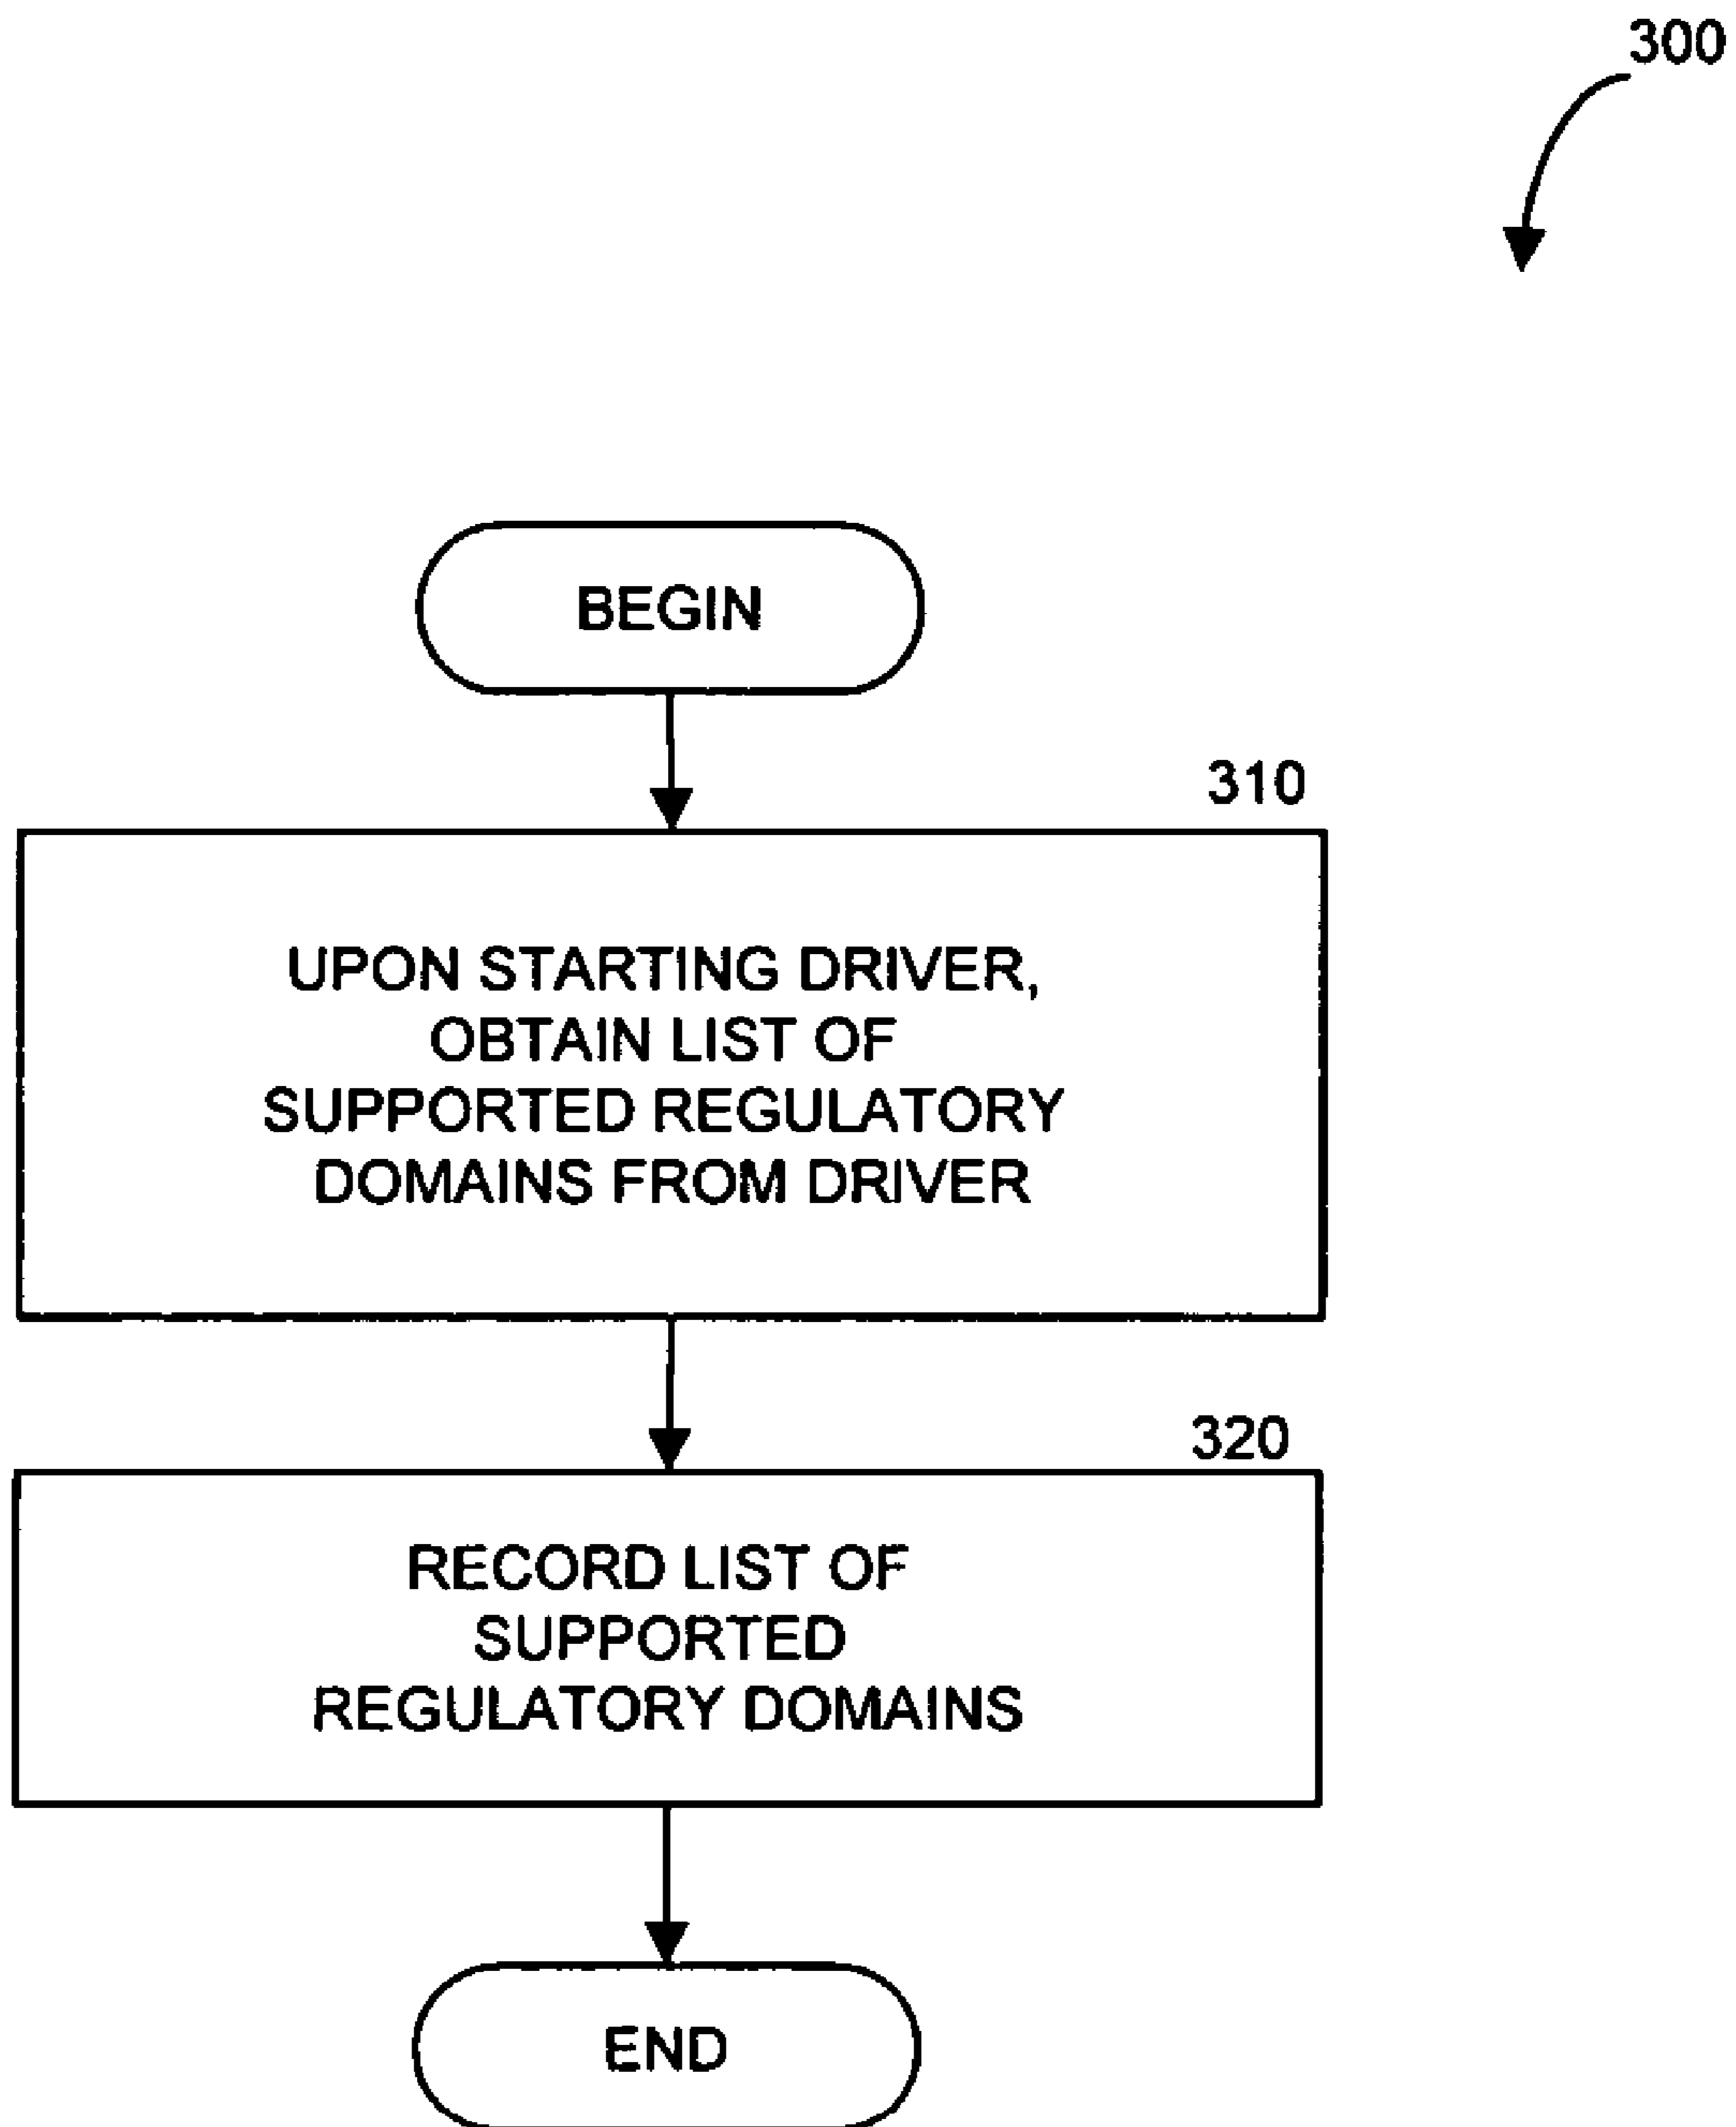 300
BEGIN
310
UPON STARTING DRIVER,
OBTAIN LIST OF
SUPPORTED REGULATORY
DOMAINS FROM DRIVER
320
RECORD LIST OF
SUPPORTED
REGULATORY DOMAINS
END